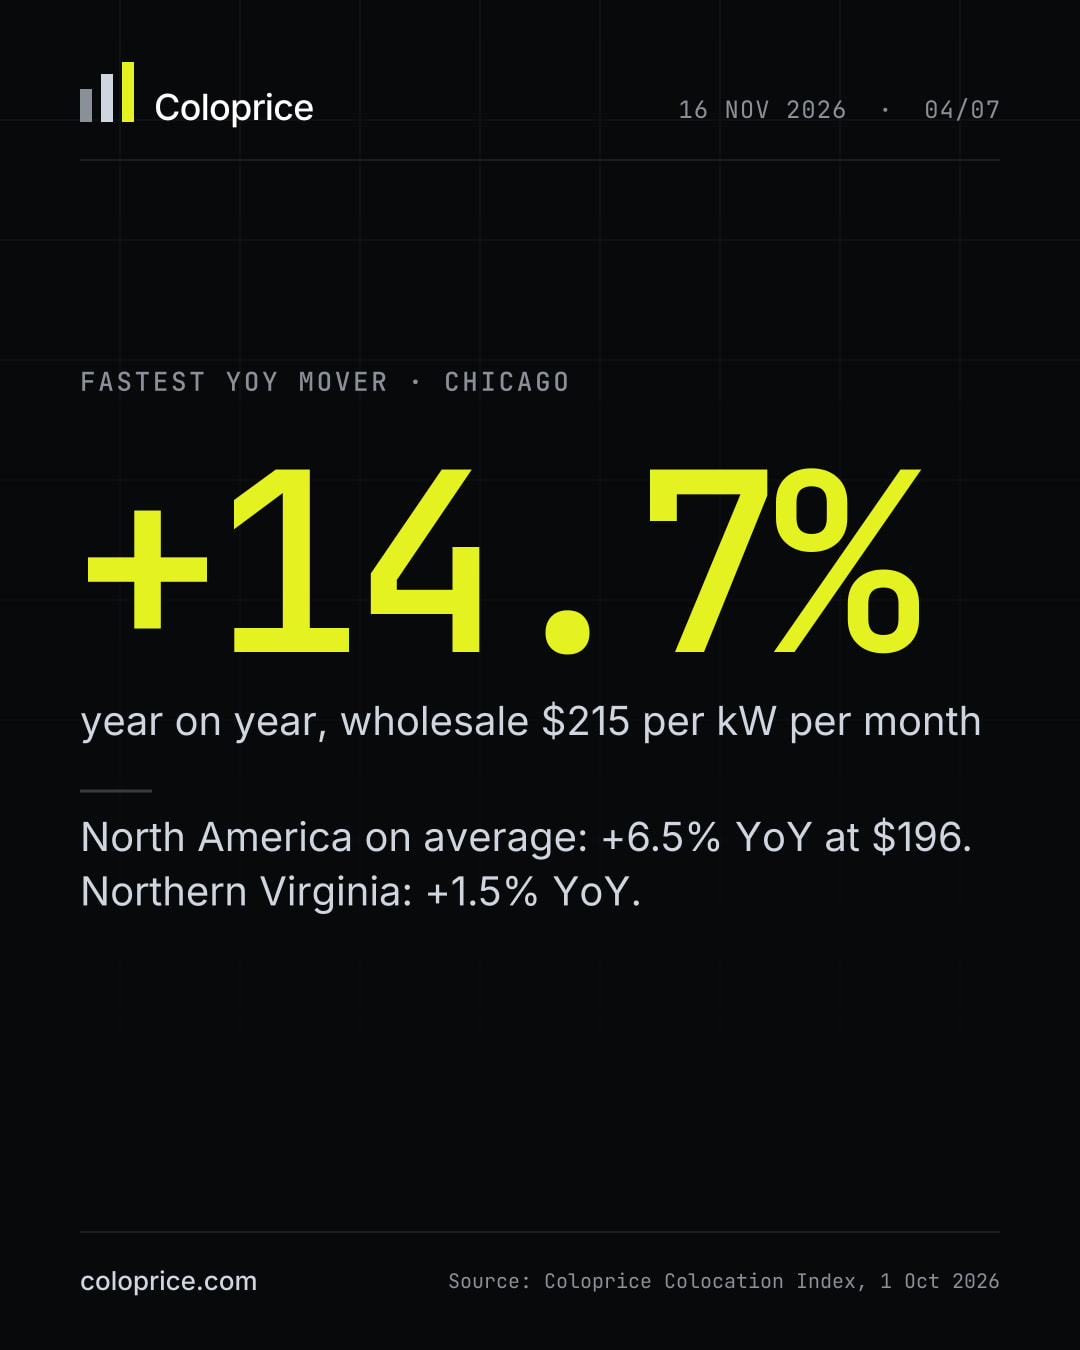 Coloprice
16 NOV 2026 · 04/07
FASTEST YOY MOVER · CHICAGO
+14.7%
year on year, wholesale $215 per kW per month
North America on average: +6.5% YoY at $196.
Northern Virginia: +1.5% YoY.
coloprice.com
Source: Coloprice Colocation Index, 1 Oct 2026